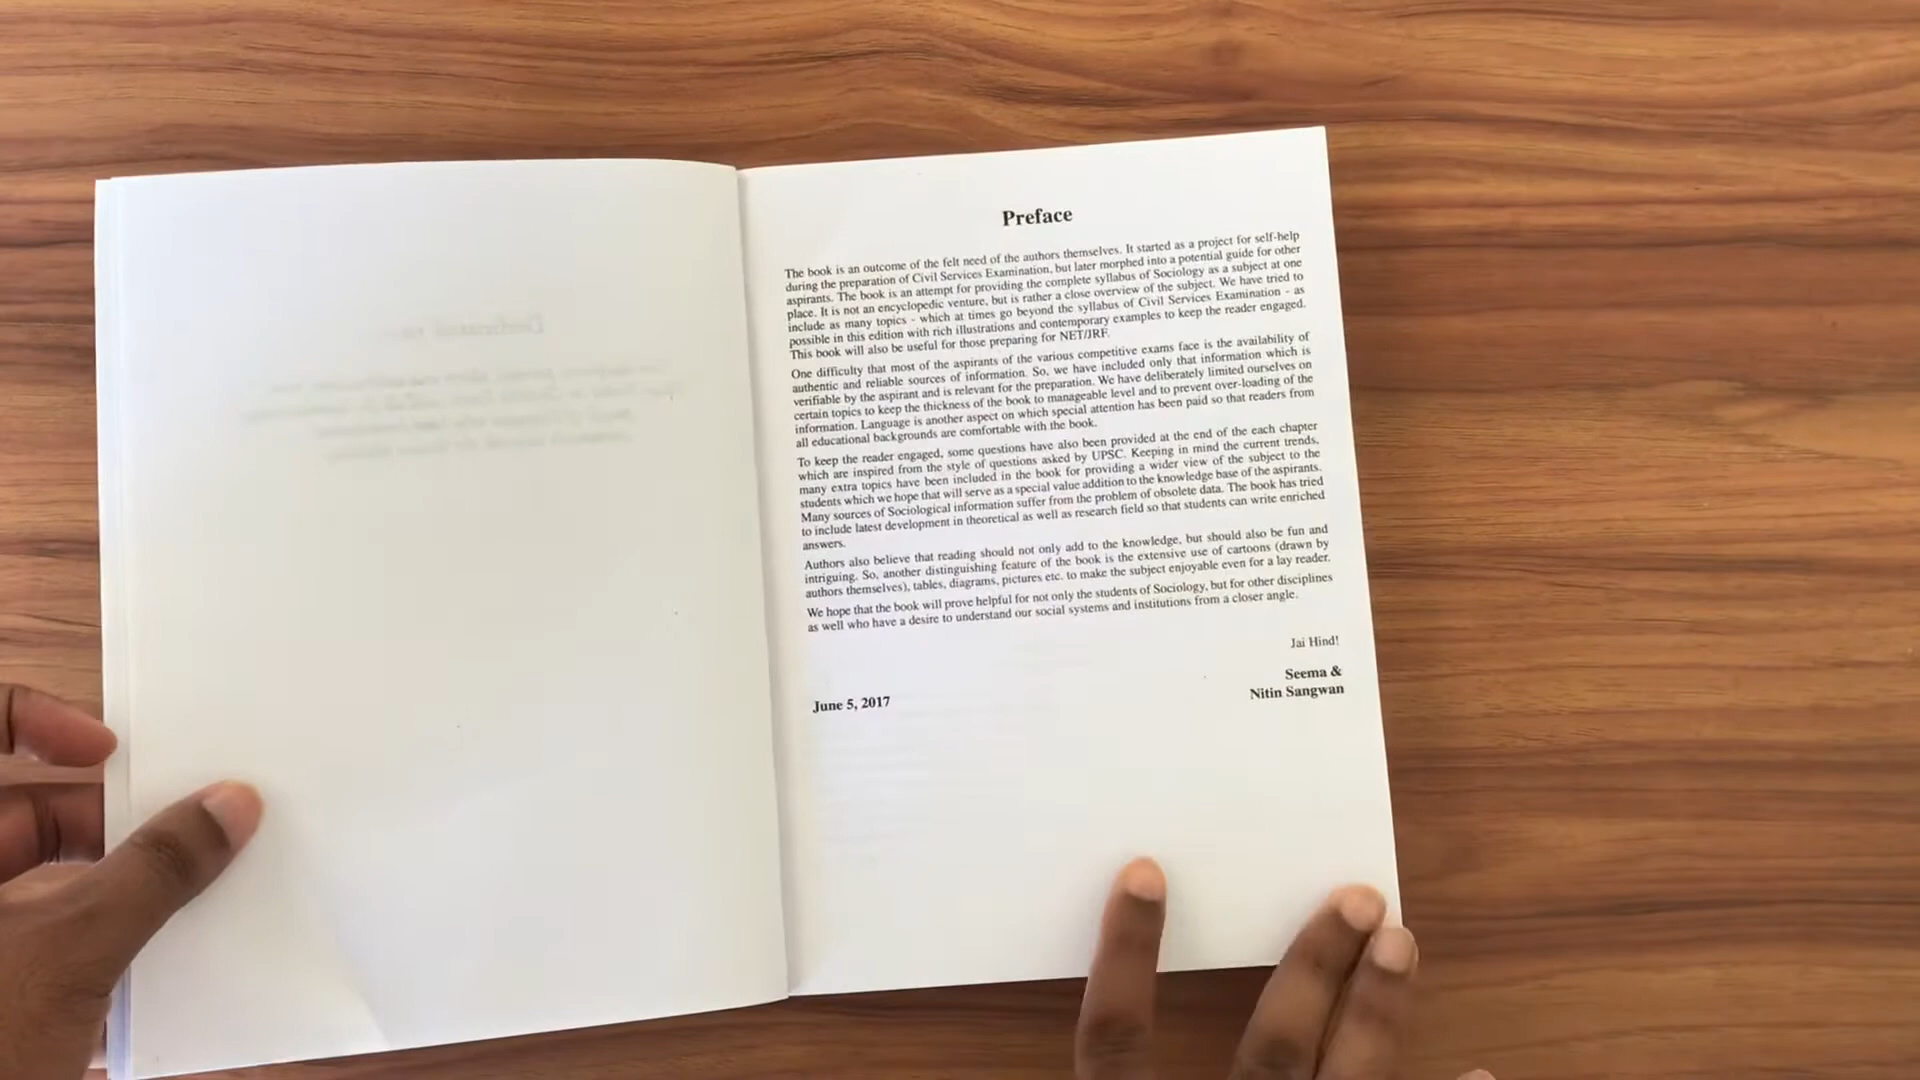 Preface
The book is an outcome of the felt need of the authors themselves. It started as a project for self-help
during the preparation of Civil Services Examination, but later morphed into a potential guide for other
aspirants. The book is an attempt for providing the complete syllabus of Sociology as a subject at one
place. It is not an encyclopedic venture, but is rather a close overview of the subject. We have tried to
include as many topics - which at times go beyond the syllabus of Civil Services Examination - as
possible in this edition with rich illustrations and contemporary examples to keep the reader engaged.
This book will also be useful for those preparing for NET/JRF.
One difficulty that most of the aspirants of the various competitive exams face is the availability of
authentic and reliable sources of information. So, we have included only that information which is
verifiable by the aspirant and is relevant for the preparation. We have deliberately limited ourselves on
certain topics to keep the thickness of the book to manageable level and to prevent over-loading of the
information. Language is another aspect on which special attention has been paid so that readers from
all educational backgrounds are comfortable with the book.
To keep the reader engaged, some questions have also been provided at the end of the each chapter
which are inspired from the style of questions asked by UPSC. Keeping in mind the current trends,
many extra topics have been included in the book for providing a wider view of the subject to the
students which we hope that will serve as a special value addition to the knowledge base of the aspirants.
Many sources of Sociological information suffer from the problem of obsolete data. The book has tried
to include latest development in theoretical as well as research field so that students can write enriched
answers.
Authors also believe that reading should not only add to the knowledge, but should also be fun and
intriguing. So, another distinguishing feature of the book is the extensive use of cartoons (drawn by
authors themselves), tables, diagrams, pictures etc. to make the subject enjoyable even for a lay reader.
We hope that the book will prove helpful for not only the students of Sociology, but for other disciplines
as well who have a desire to understand our social systems and institutions from a closer angle.
Jai Hind!
Seema &
Nitin Sangwan
June 5, 2017